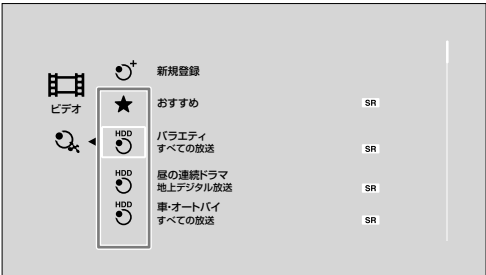 新規登録
ビデオ
おすすめ
SR
HDD
バラエティ
すべての放送
SR
HDD
昼の連続ドラマ
地上デジタル放送
SR
HDD
車・オートバイ
すべての放送
SR